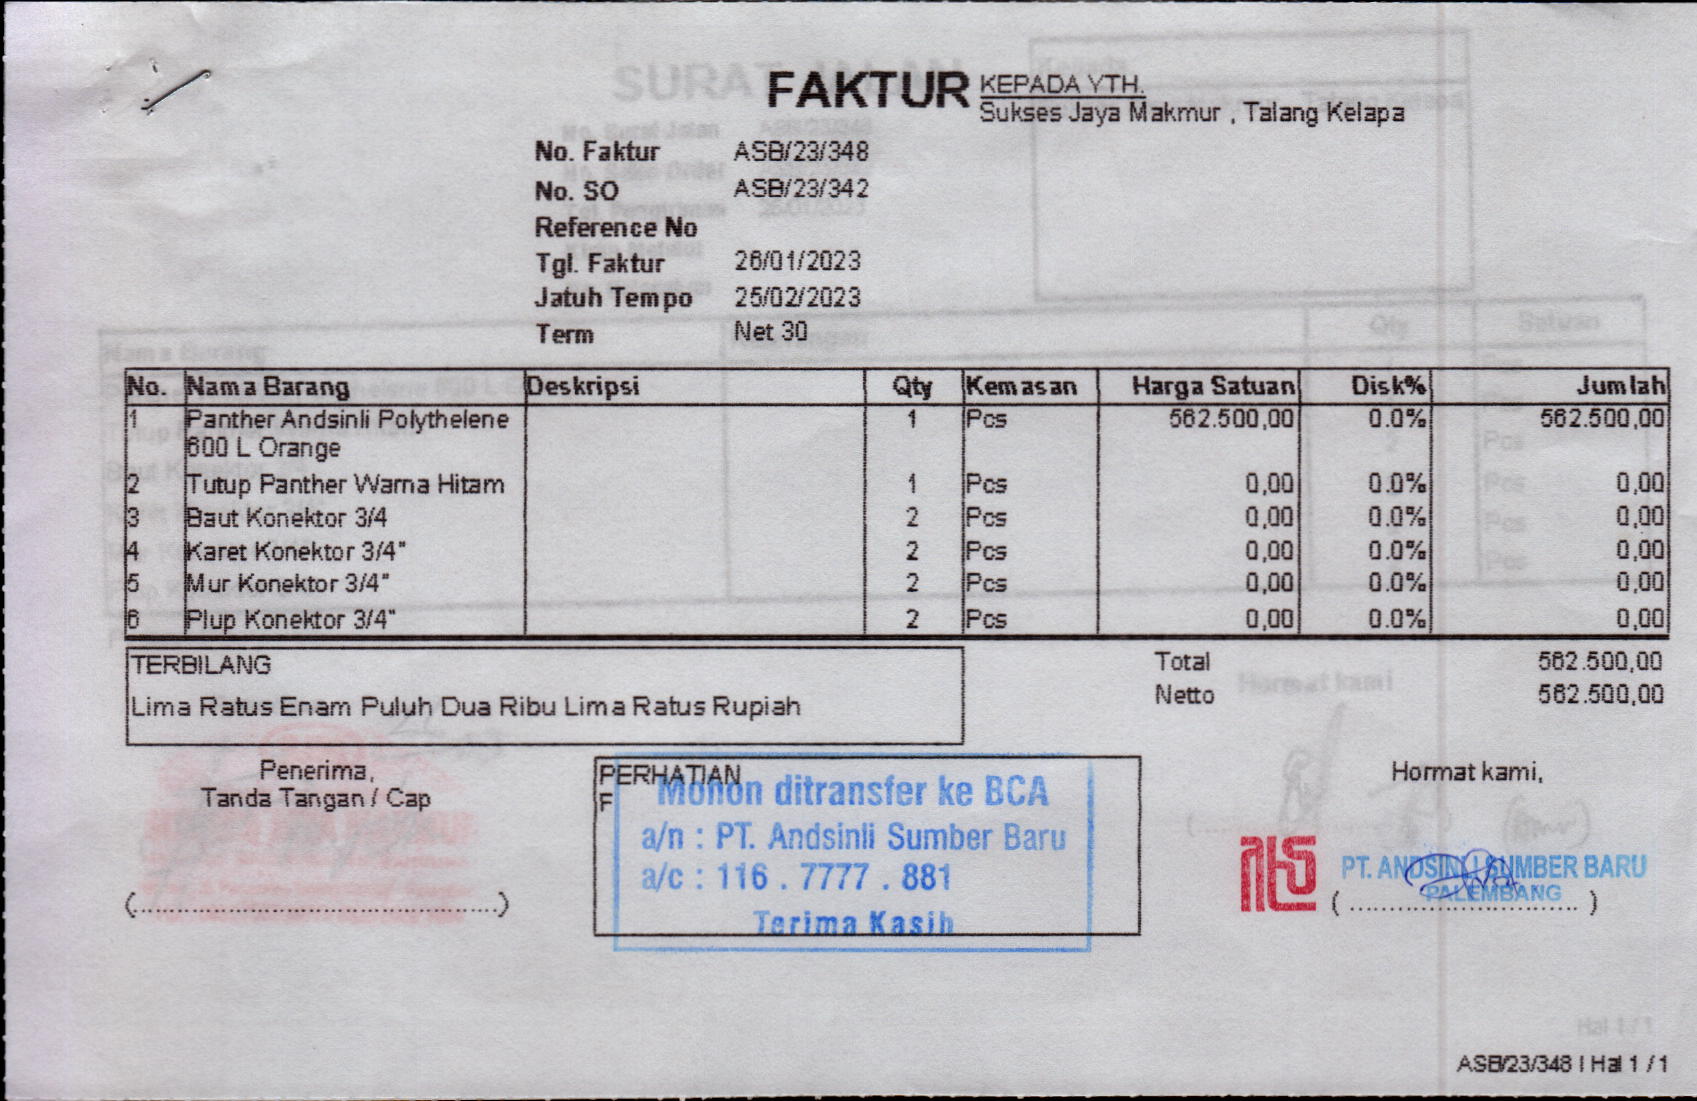 FAKTUR
KEPADA YTH.
Sukses Jaya Makmur , Talang Kelapa
No. Faktur ASB/23/348
No. SO ASB/23/342
Reference No
Tgl. Faktur 26/01/2023
Jatuh Tempo 25/02/2023
Term Net 30
No. Nama Barang Deskripsi Qty Kemasan Harga Satuan Disk% Jumlah
1 Panther Andsinli Polythelene 1 Pcs 562.500,00 0.0% 562.500,00
600 L Orange
2 Tutup Panther Warna Hitam 1 Pcs 0,00 0.0% 0,00
3 Baut Konektor 3/4 2 Pcs 0,00 0.0% 0,00
4 Karet Konektor 3/4" 2 Pcs 0,00 0.0% 0,00
5 Mur Konektor 3/4" 2 Pcs 0,00 0.0% 0,00
6 Plup Konektor 3/4" 2 Pcs 0,00 0.0% 0,00
TERBILANG
Lima Ratus Enam Puluh Dua Ribu Lima Ratus Rupiah
Total 562.500,00
Netto 562.500,00
Penerima,
Tanda Tangan / Cap
(......................................................)
PERHATIAN
F
Mohon ditransfer ke BCA
a/n : PT. Andsinli Sumber Baru
a/c : 116 . 7777 . 881
Terima Kasih
Hormat kami,
PT. ANDSINLI SUMBER BARU
PALEMBANG
( ................................ )
ASB/23/348 | Hal 1 / 1